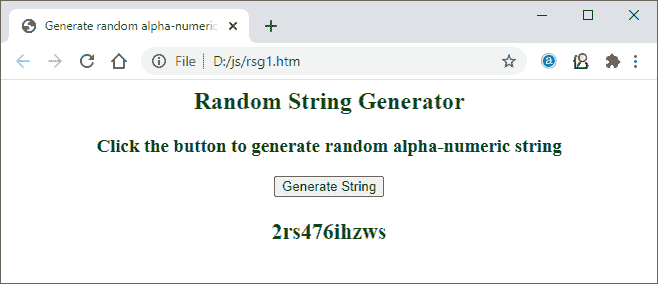 Generate random alpha-numeric
File
D:/js/rsg1.htm
a
Random String Generator
Click the button to generate random alpha-numeric string
Generate String
2rs476ihzws